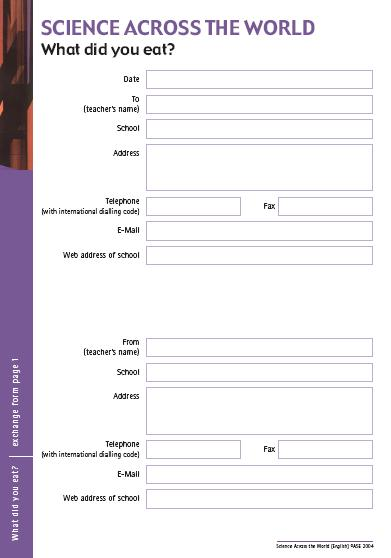 SCIENCE ACROSS THE WORLD
What did you eat?
Date
To
(teacher's name)
School
Address
Telephone
(with international dialling code)
Fax
E-Mail
Web address of school
From
(teacher's name)
School
Address
Telephone
(with international dialling code)
Fax
E-Mail
Web address of school
What did you eat? | exchange form page 1
Science Across the World [English] ©ASE 2004